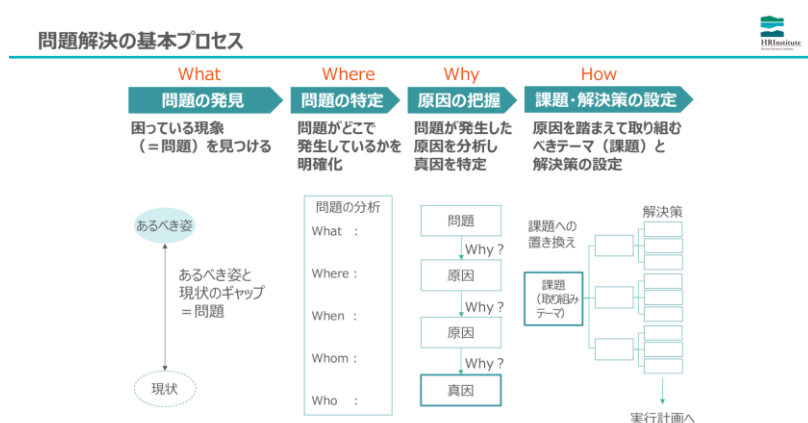 問題解決の基本プロセス
HRInstitute
What
Where
Why
How
問題の発見
問題の特定
原因の把握
課題・解決策の設定
困っている現象
（＝問題）を見つける
問題がどこで
発生しているかを
明確化
問題が発生した
原因を分析し
真因を特定
原因を踏まえて取り組む
べきテーマ（課題）と
解決策の設定
あるべき姿
あるべき姿と
現状のギャップ
＝問題
現状
問題の分析
What ：
Where：
When ：
Whom：
Who ：
問題
Why？
原因
Why？
原因
Why？
真因
課題への
置き換え
解決策
課題
（取り組み
テーマ）
実行計画へ